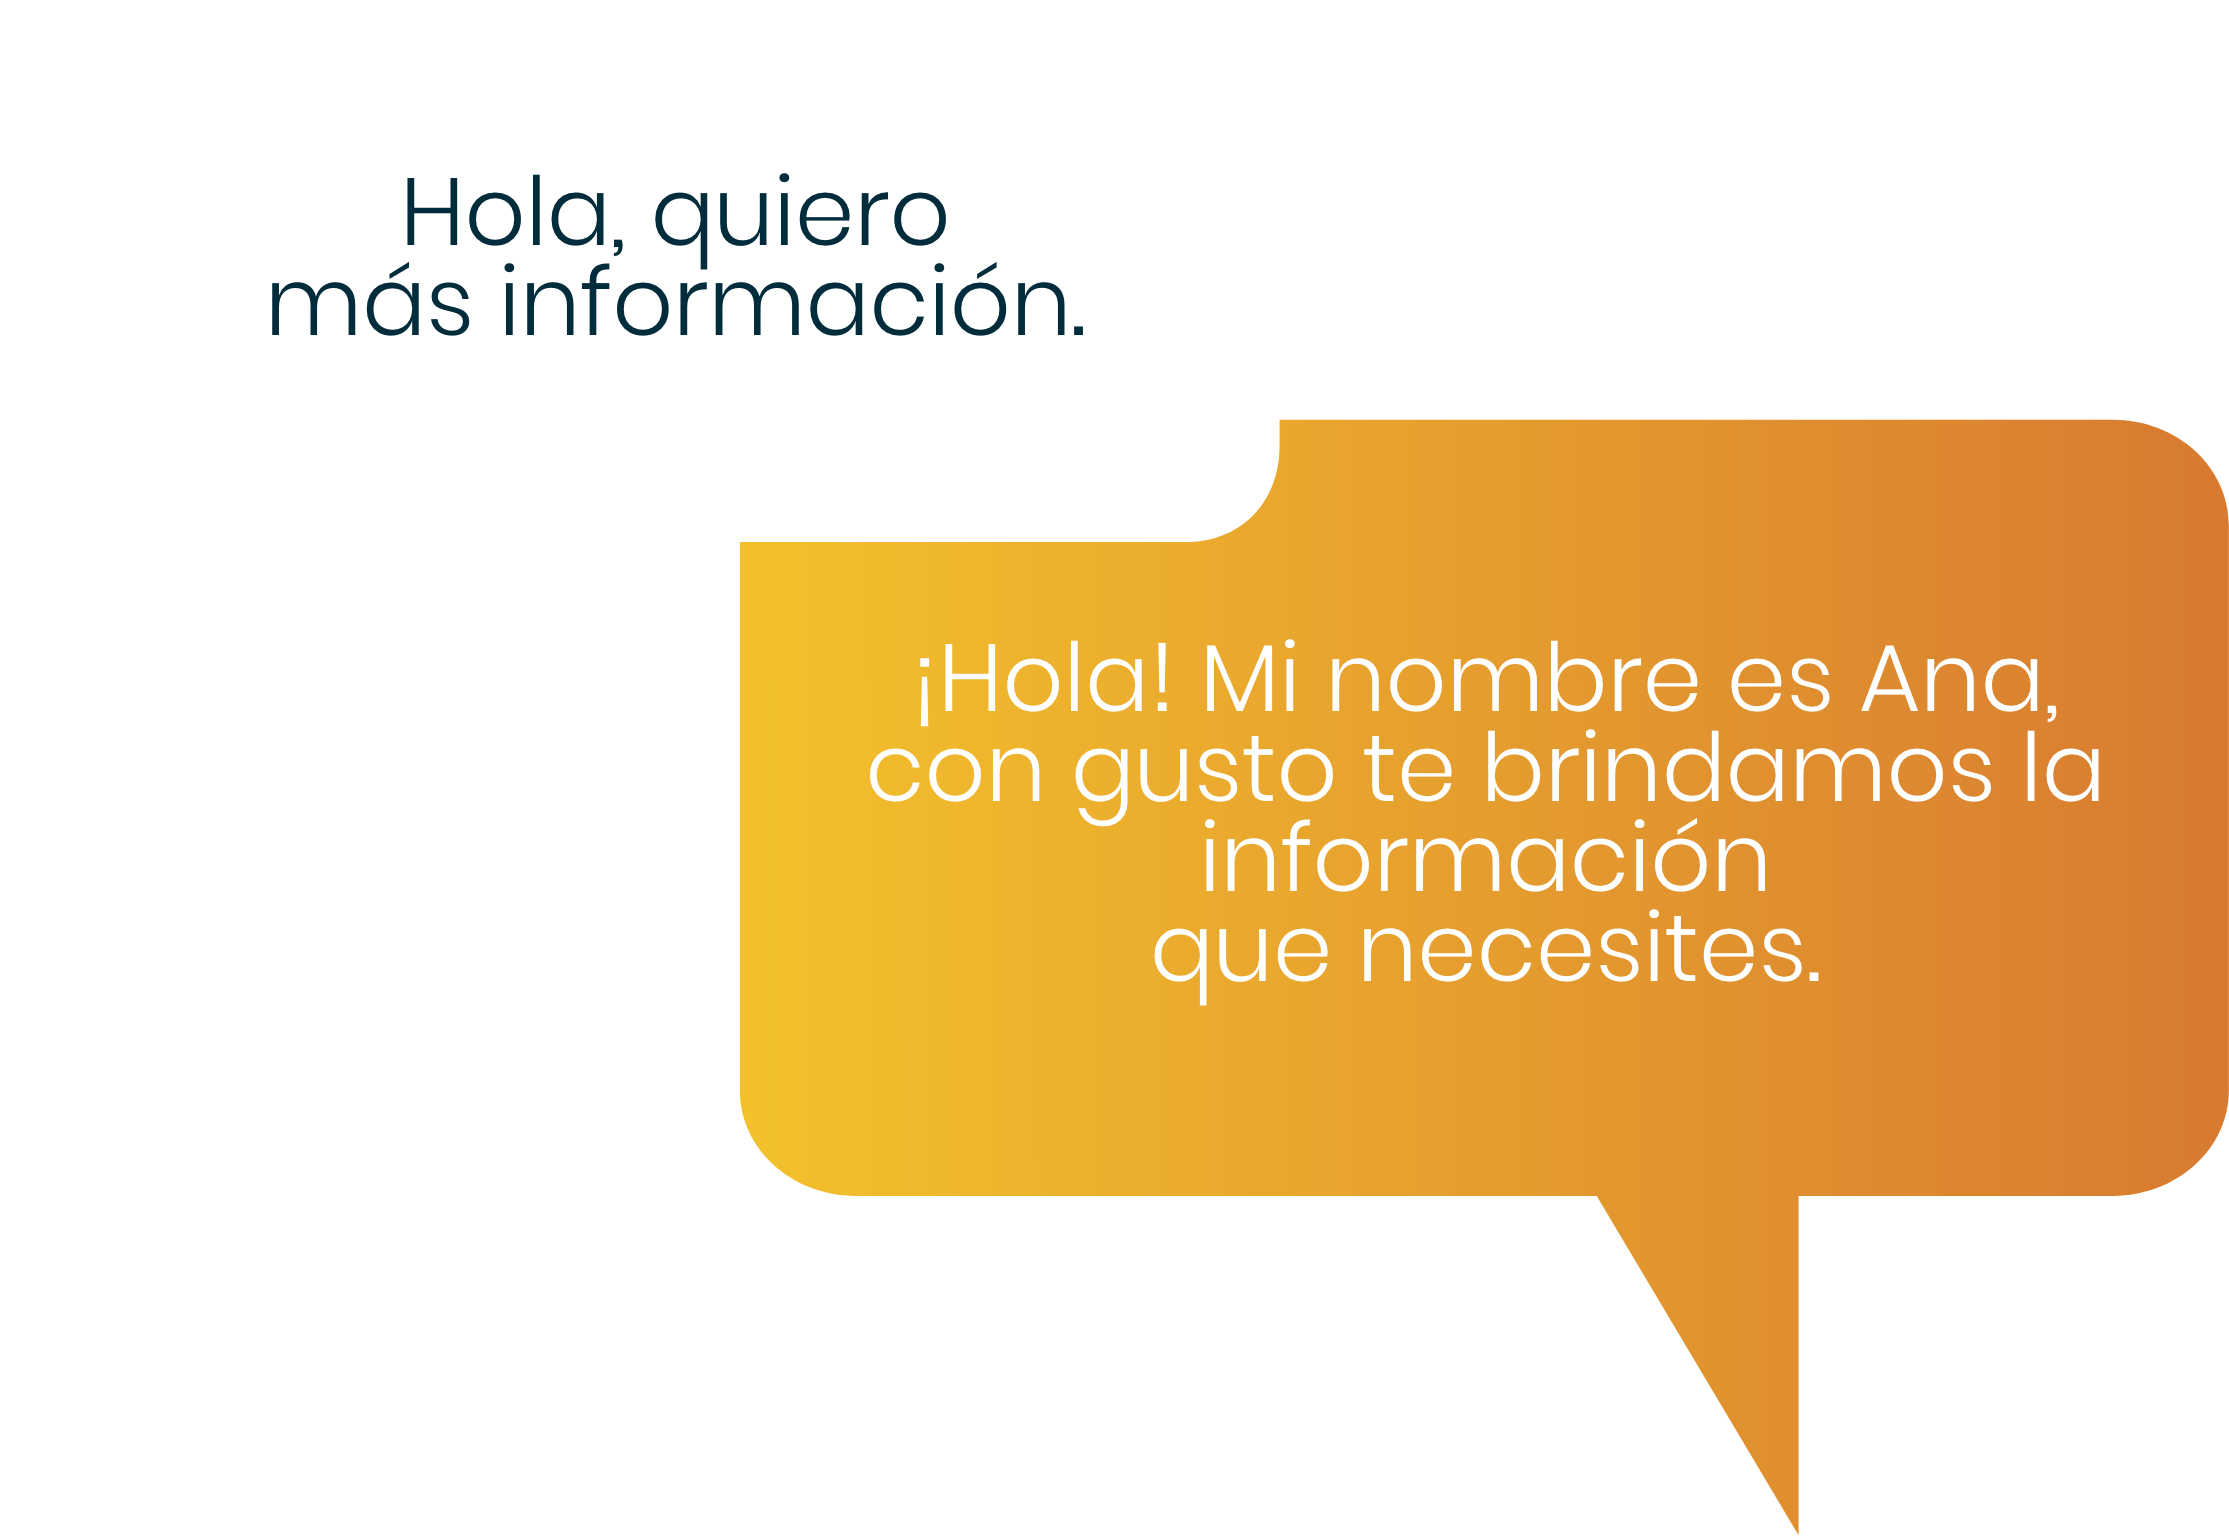 Hola, quiero
más información.
¡Hola! Mi nombre es Ana,
con gusto te brindamos la
información
que necesites.